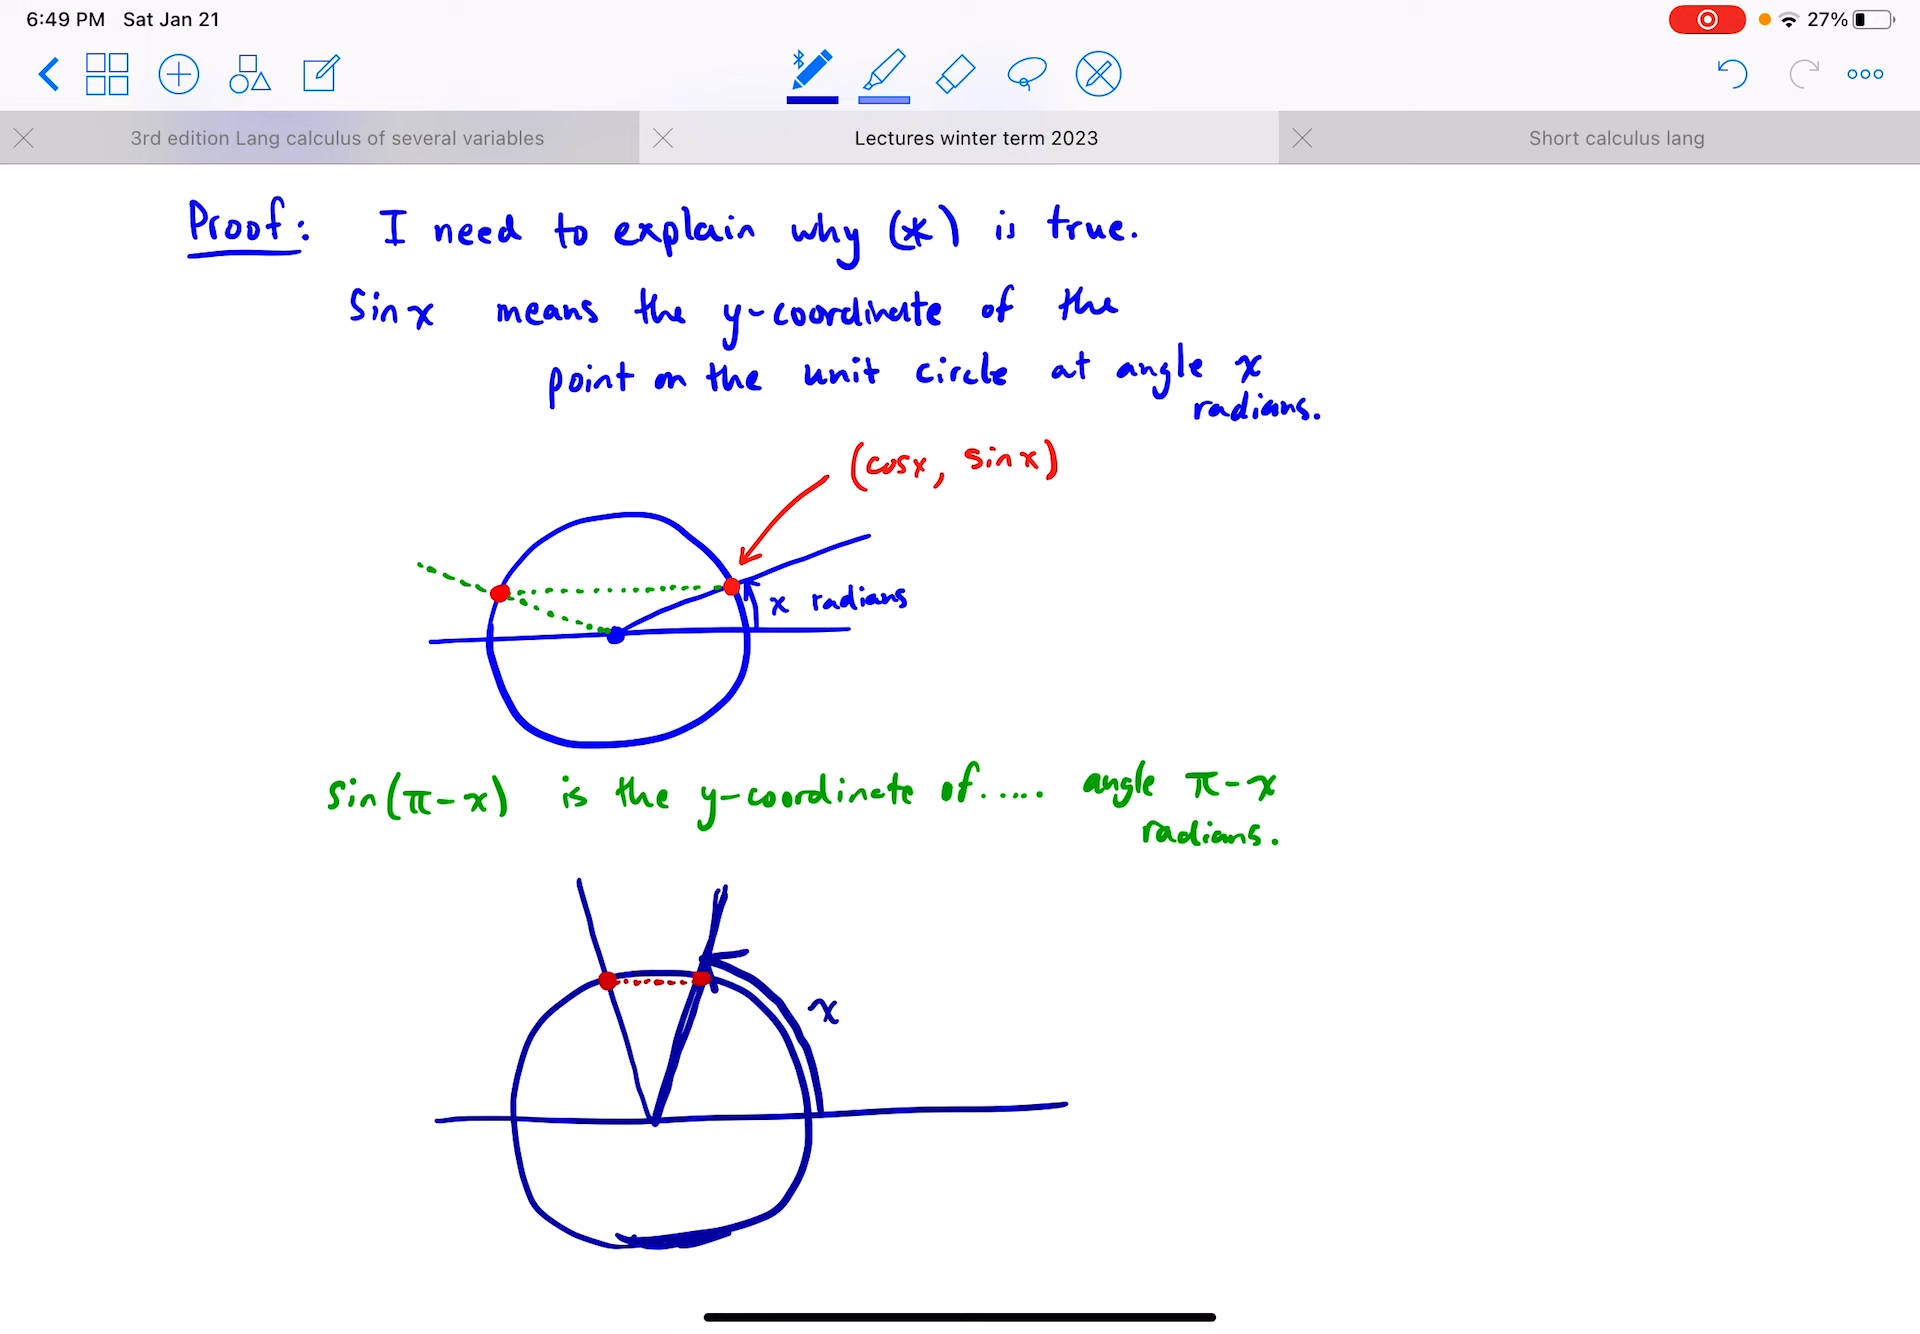 6:49 PM Sat Jan 21
27%
3rd edition Lang calculus of several variables
Lectures winter term 2023
Short calculus lang
Proof: I need to explain why (*) is true.
Sin x means the y-coordinate of the
point on the unit circle at angle x
radians.
(cosx, sin x)
x radians
Sin(π-x) is the y-coordinate of..... angle π-x
radians.
x